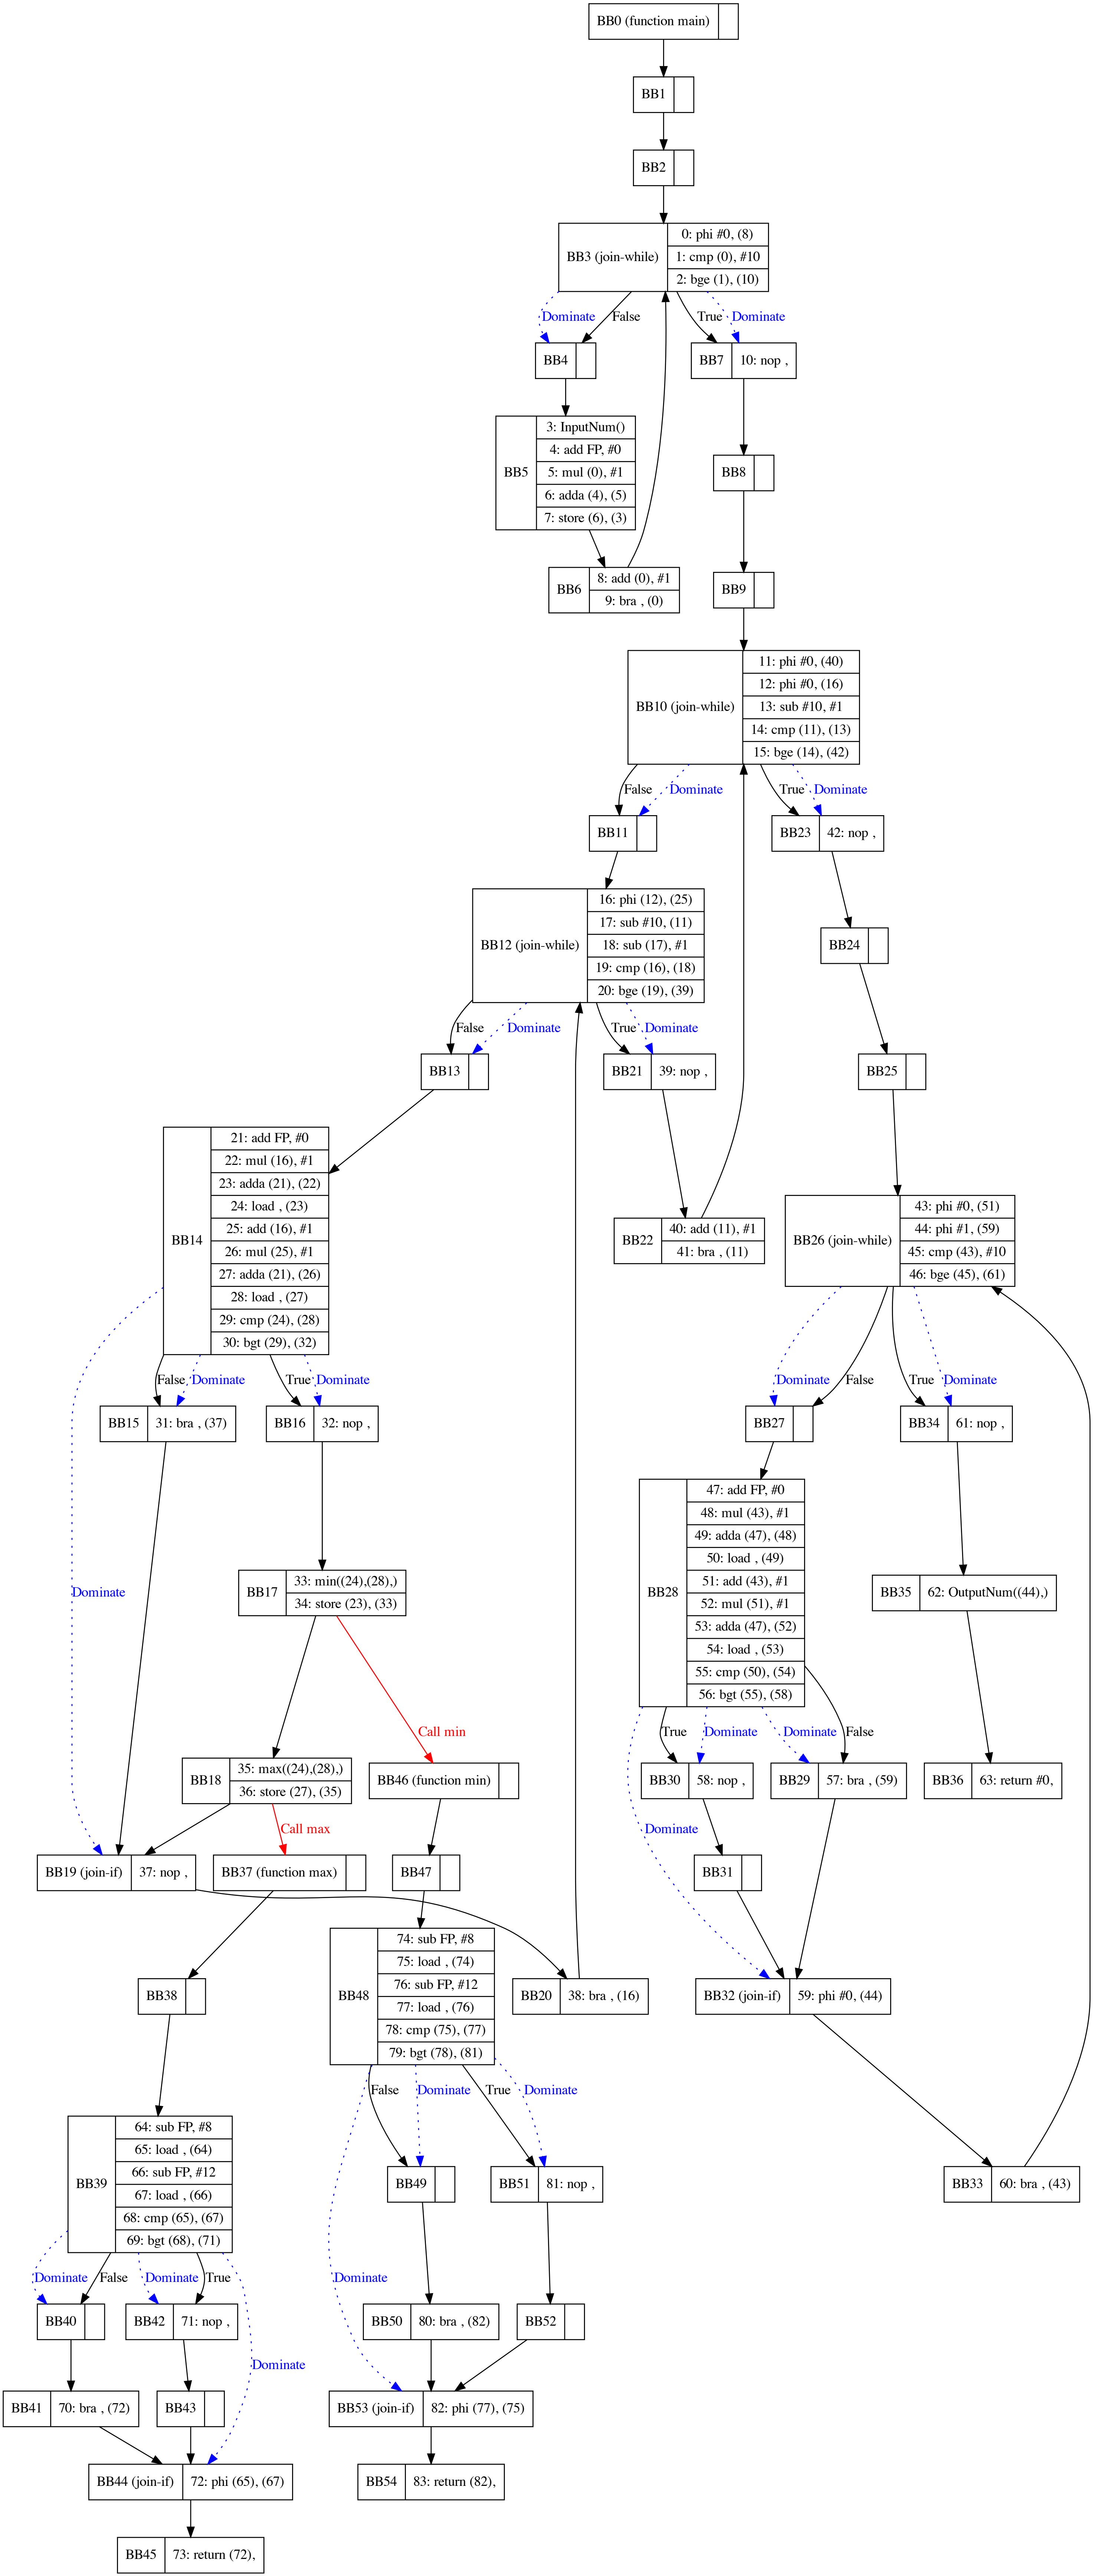 BB0 (function main)
BB1
BB2
BB3 (join-while)
0: phi #0, (8)
1: cmp (0), #10
2: bge (1), (10)
Dominate
False
True
Dominate
BB4
BB7
10: nop ,
BB5
3: InputNum()
4: add FP, #0
5: mul (0), #1
6: adda (4), (5)
7: store (6), (3)
BB8
BB6
8: add (0), #1
9: bra , (0)
BB9
BB10 (join-while)
11: phi #0, (40)
12: phi #0, (16)
13: sub #10, #1
14: cmp (11), (13)
15: bge (14), (42)
False
Dominate
True
Dominate
BB11
BB23
42: nop ,
BB12 (join-while)
16: phi (12), (25)
17: sub #10, (11)
18: sub (17), #1
19: cmp (16), (18)
20: bge (19), (39)
BB24
False
Dominate
True
Dominate
BB13
BB21
39: nop ,
BB25
BB14
21: add FP, #0
22: mul (16), #1
23: adda (21), (22)
24: load , (23)
25: add (16), #1
26: mul (25), #1
27: adda (21), (26)
28: load , (27)
29: cmp (24), (28)
30: bgt (29), (32)
BB22
40: add (11), #1
41: bra , (11)
BB26 (join-while)
43: phi #0, (51)
44: phi #1, (59)
45: cmp (43), #10
46: bge (45), (61)
False
Dominate
True
Dominate
Dominate
False
True
Dominate
BB15
31: bra , (37)
BB16
32: nop ,
BB27
BB34
61: nop ,
BB28
47: add FP, #0
48: mul (43), #1
49: adda (47), (48)
50: load , (49)
51: add (43), #1
52: mul (51), #1
53: adda (47), (52)
54: load , (53)
55: cmp (50), (54)
56: bgt (55), (58)
Dominate
BB17
33: min((24),(28),)
34: store (23), (33)
BB35
62: OutputNum((44),)
Call min
True
Dominate
Dominate
False
BB18
35: max((24),(28),)
36: store (27), (35)
BB46 (function min)
BB30
58: nop ,
BB29
57: bra , (59)
BB36
63: return #0,
Call max
Dominate
BB19 (join-if)
37: nop ,
BB37 (function max)
BB47
BB31
BB38
BB48
74: sub FP, #8
75: load , (74)
76: sub FP, #12
77: load , (76)
78: cmp (75), (77)
79: bgt (78), (81)
BB20
38: bra , (16)
BB32 (join-if)
59: phi #0, (44)
False
Dominate
True
Dominate
BB39
64: sub FP, #8
65: load , (64)
66: sub FP, #12
67: load , (66)
68: cmp (65), (67)
69: bgt (68), (71)
BB49
BB51
81: nop ,
BB33
60: bra , (43)
Dominate
False
Dominate
True
Dominate
BB40
BB42
71: nop ,
BB50
80: bra , (82)
BB52
Dominate
BB41
70: bra , (72)
BB43
BB53 (join-if)
82: phi (77), (75)
BB44 (join-if)
72: phi (65), (67)
BB54
83: return (82),
BB45
73: return (72),